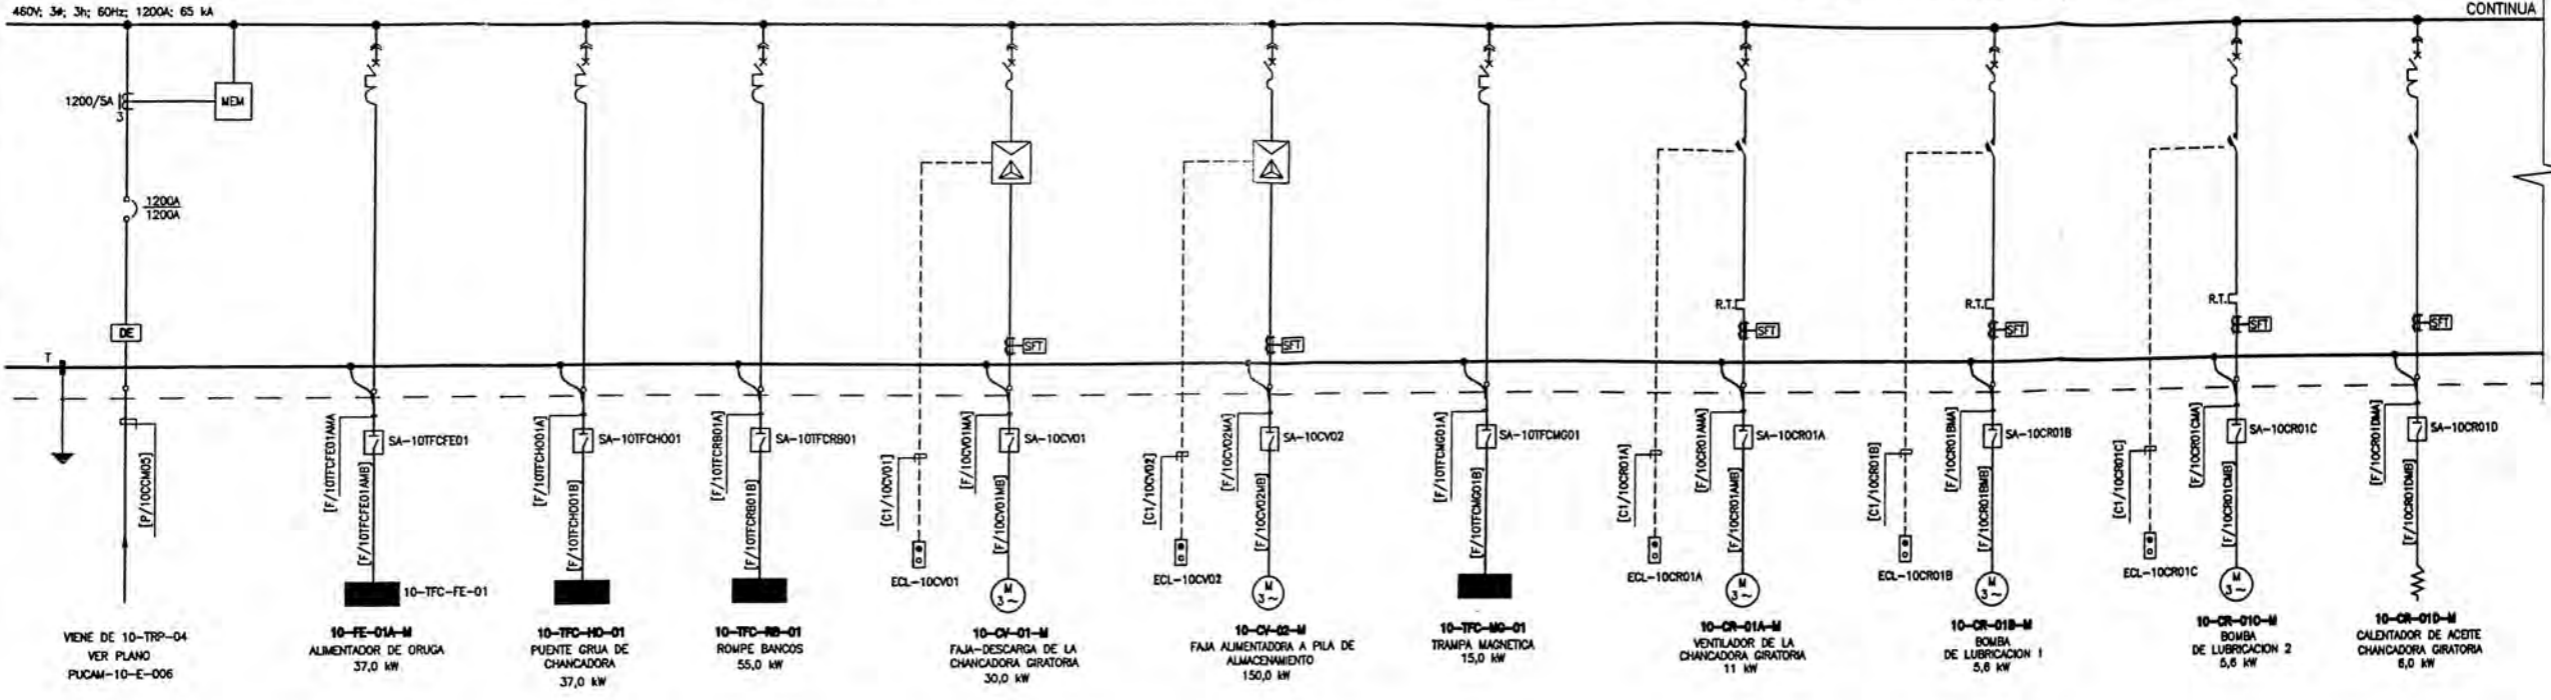 460V; 3ø; 3h; 60Hz; 1200A; 65 kA
CONTINUA
1200/5A
3
MEM
1200A
1200A
DE
T
[P/10CCM05]
VIENE DE 10-TRP-04
VER PLANO
PUCAM-10-E-006
[F/10TFCFE01AMA
SA-10TFCFE01
[F/10TFCFE01AMB]
10-TFC-FE-01
10-FE-01A-M
ALIMENTADOR DE ORUGA
37,0 kW
[F/10TFCHO01A]
SA-10TFCHO01
[F/10TFCHO01B]
10-TFC-HO-01
PUENTE GRUA DE
CHANCADORA
37,0 kW
[F/10TFCRB01A]
SA-10TFCRB01
[F/10TFCRB01B]
10-TFC-RB-01
ROMPE BANCOS
55,0 kW
SFT
[C1/10CV01]
ECL-10CV01
[F/10CV01MA]
SA-10CV01
[F/10CV01MB]
M
3~
10-CV-01-M
FAJA-DESCARGA DE LA
CHANCADORA GIRATORIA
30,0 kW
SFT
[C1/10CV02]
ECL-10CV02
[F/10CV02MA]
SA-10CV02
[F/10CV02MB]
M
3~
10-CV-02-M
FAJA ALIMENTADORA A PILA DE
ALMACENAMIENTO
150,0 kW
[F/10TFCMG01A]
SA-10TFCMG01
[F/10TFCMG01B]
10-TFC-MG-01
TRAMPA MAGNETICA
15,0 kW
R.T.
SFT
[C1/10CR01A]
ECL-10CR01A
[F/10CR01AMA]
SA-10CR01A
[F/10CR01AMB]
M
3~
10-CR-01A-M
VENTILADOR DE LA
CHANCADORA GIRATORIA
11 kW
R.T.
SFT
[C1/10CR01B]
ECL-10CR01B
[F/10CR01BMA]
SA-10CR01B
[F/10CR01BMB]
M
3~
10-CR-01B-M
BOMBA
DE LUBRICACION 1
5,6 kW
R.T.
SFT
[C1/10CR01C]
ECL-10CR01C
[F/10CR01CMA]
SA-10CR01C
[F/10CR01CMB]
M
3~
10-CR-01C-M
BOMBA
DE LUBRICACION 2
5,6 kW
SFT
[F/10CR01DMA]
SA-10CR01D
[F/10CR01DMB]
10-CR-01D-M
CALENTADOR DE ACEITE
CHANCADORA GIRATORIA
6,0 kW